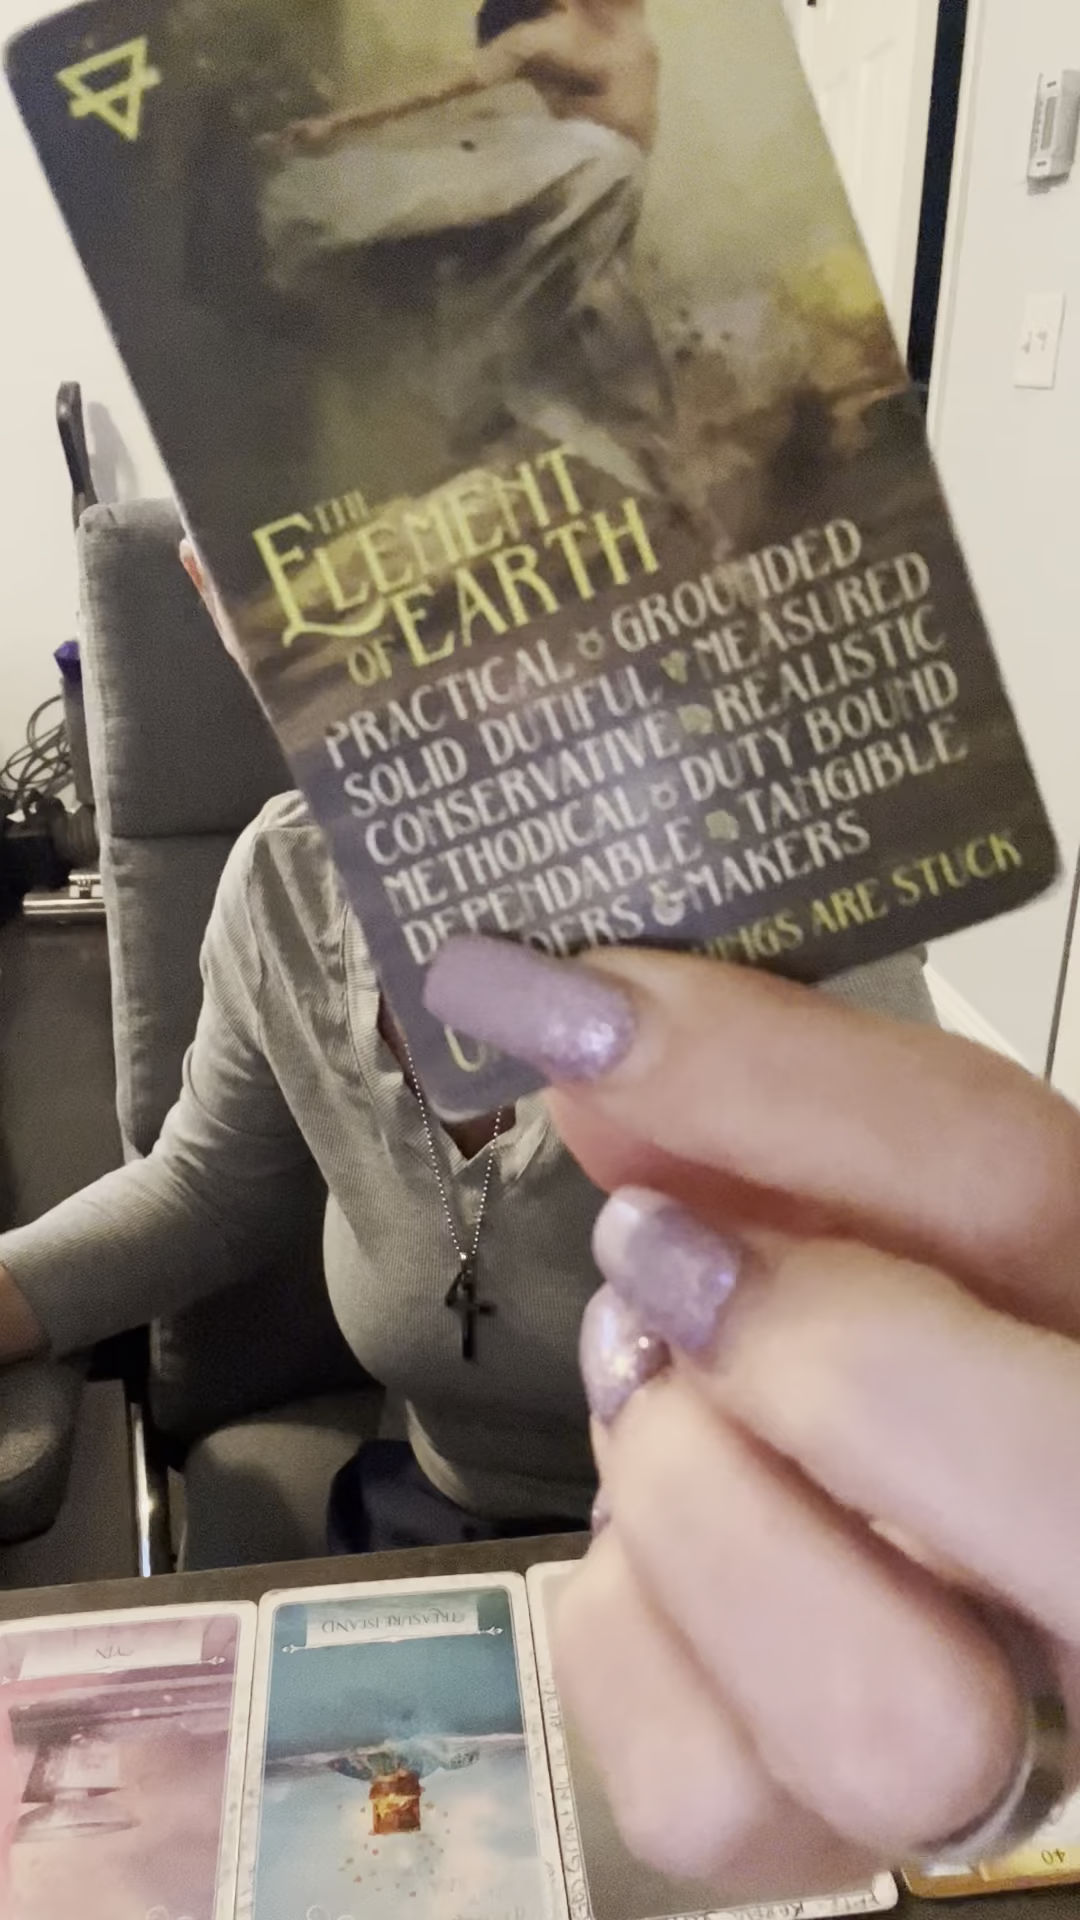 THE
ELEMENT
OF EARTH
PRACTICAL GROUNDED
SOLID DUTIFUL MEASURED
CONSERVATIVE REALISTIC
METHODICAL DUTY BOUND
DEPENDABLE TANGIBLE
& MAKERS
ARE STUCK
TREASURE ISLAND
YIN
40